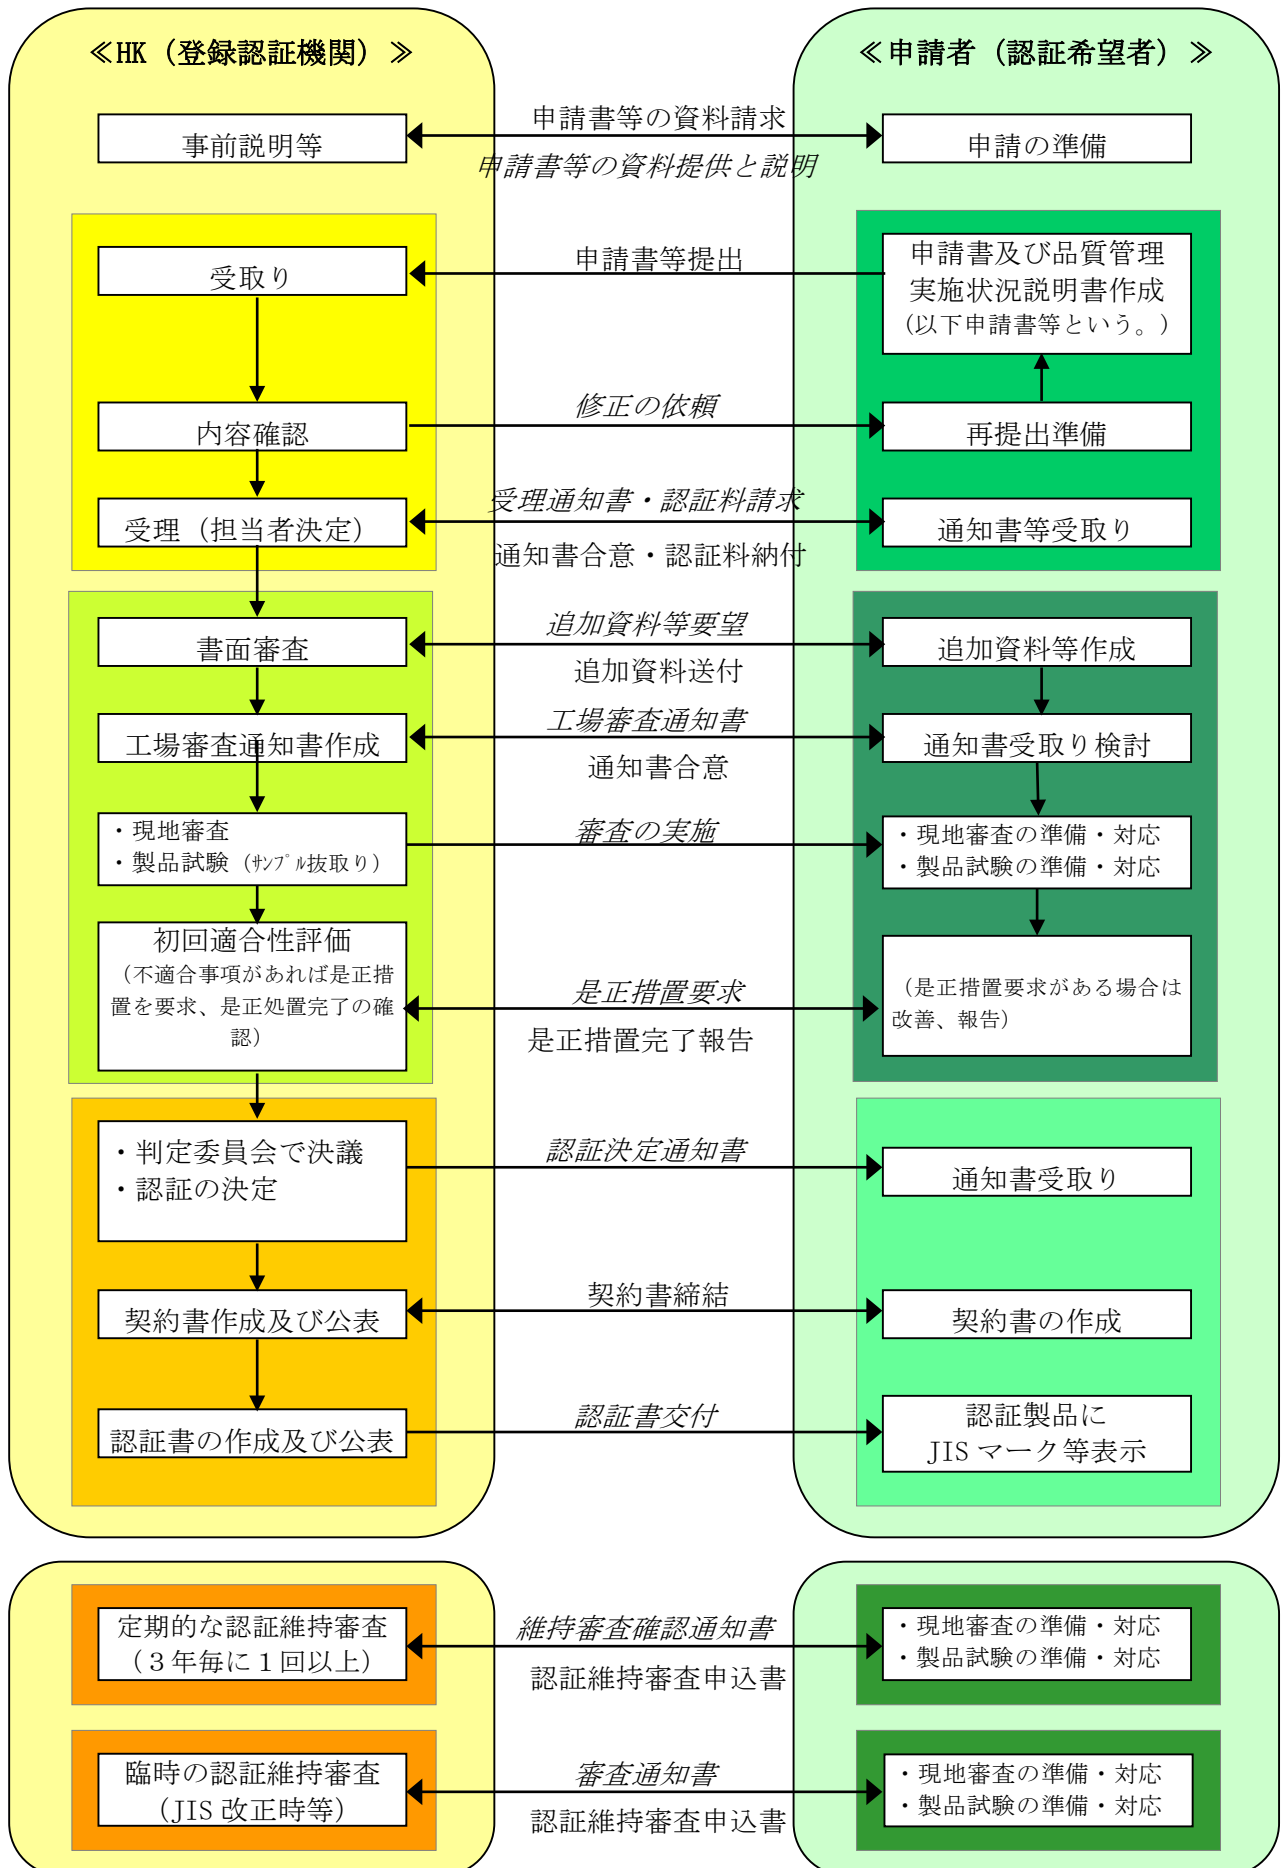 ≪HK（登録認証機関）≫
≪申請者（認証希望者）≫
申請書等の資料請求
事前説明等
申請の準備
申請書等の資料提供と説明
申請書等提出
受取り
申請書及び品質管理
実施状況説明書作成
（以下申請書等という。）
修正の依頼
内容確認
再提出準備
受理通知書・認証料請求
受理（担当者決定）
通知書等受取り
通知書合意・認証料納付
追加資料等要望
書面審査
追加資料等作成
追加資料送付
工場審査通知書
工場審査通知書作成
通知書受取り検討
通知書合意
・現地審査
・製品試験（ｻﾝﾌﾟﾙ抜取り）
審査の実施
・現地審査の準備・対応
・製品試験の準備・対応
初回適合性評価
（不適合事項があれば是正措
置を要求、是正処置完了の確
認）
是正措置要求
是正措置完了報告
（是正措置要求がある場合は
改善、報告）
・判定委員会で決議
・認証の決定
認証決定通知書
通知書受取り
契約書締結
契約書作成及び公表
契約書の作成
認証書交付
認証書の作成及び公表
認証製品に
JISマーク等表示
定期的な認証維持審査
（３年毎に１回以上）
維持審査確認通知書
認証維持審査申込書
・現地審査の準備・対応
・製品試験の準備・対応
臨時の認証維持審査
（JIS改正時等）
審査通知書
認証維持審査申込書
・現地審査の準備・対応
・製品試験の準備・対応